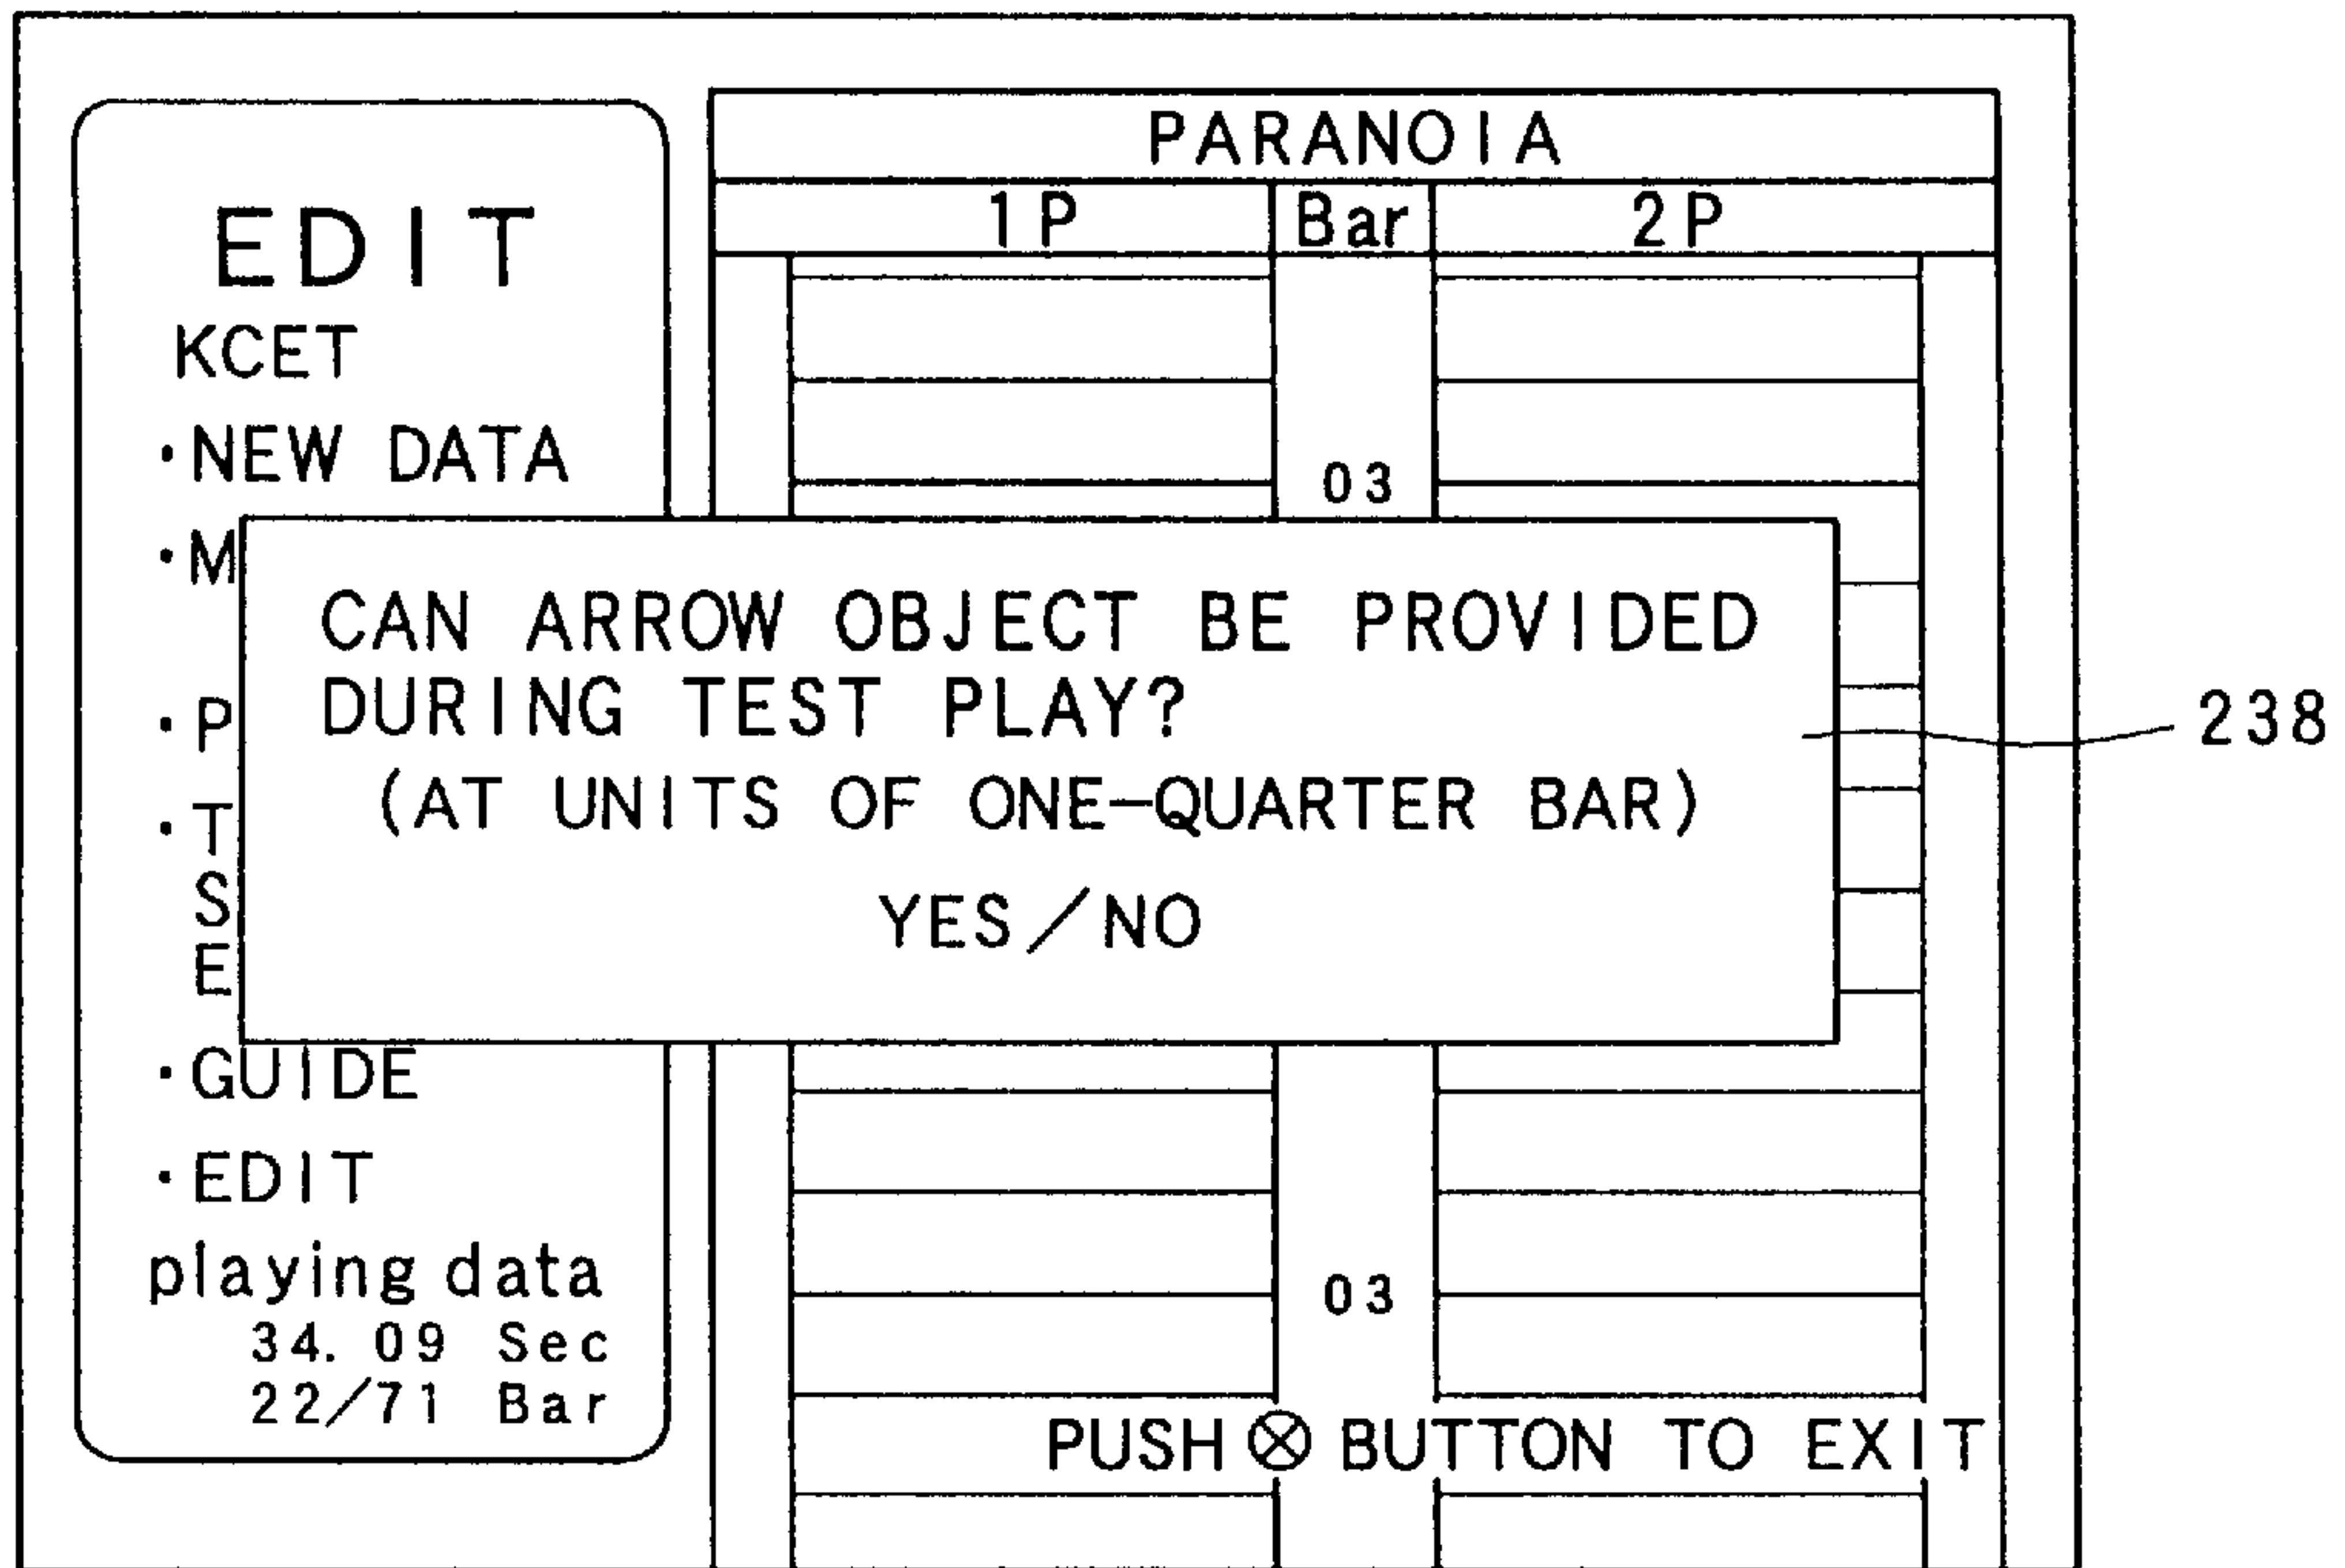 EDIT
KCET
·NEW DATA
·M
·P
·T
S
E
·GUIDE
·EDIT
playing data
34. 09 Sec
22/71 Bar
PARANOIA
1P Bar 2P
03
CAN ARROW OBJECT BE PROVIDED
DURING TEST PLAY?
(AT UNITS OF ONE-QUARTER BAR)
YES/NO
238
03
PUSH ⊗ BUTTON TO EXIT